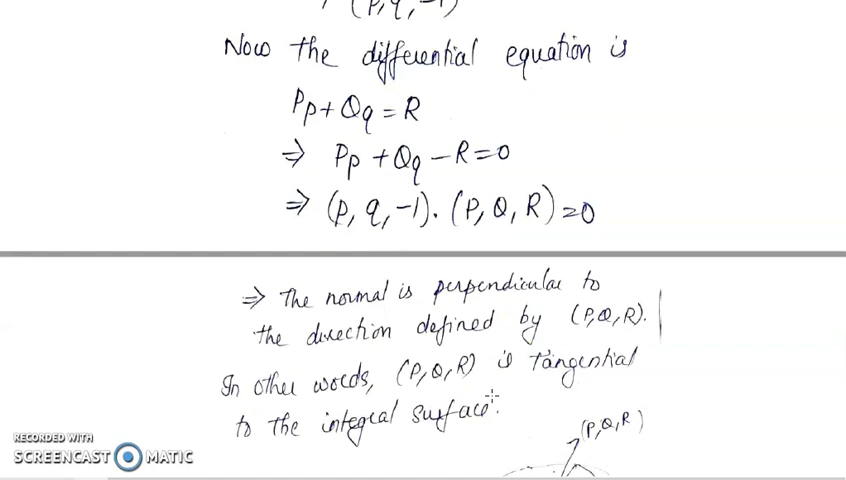 (p, q, -1)
Now the differential equation is
Pp + Qq = R
⇒ Pp + Qq - R = 0
⇒ (p, q, -1) . (P, Q, R) = 0
⇒ The normal is perpendicular to
the direction defined by (P, Q, R).
In other words, (P, Q, R) is tangential
to the integral surface.
(P, Q, R)
RECORDED WITH
SCREENCAST MATIC